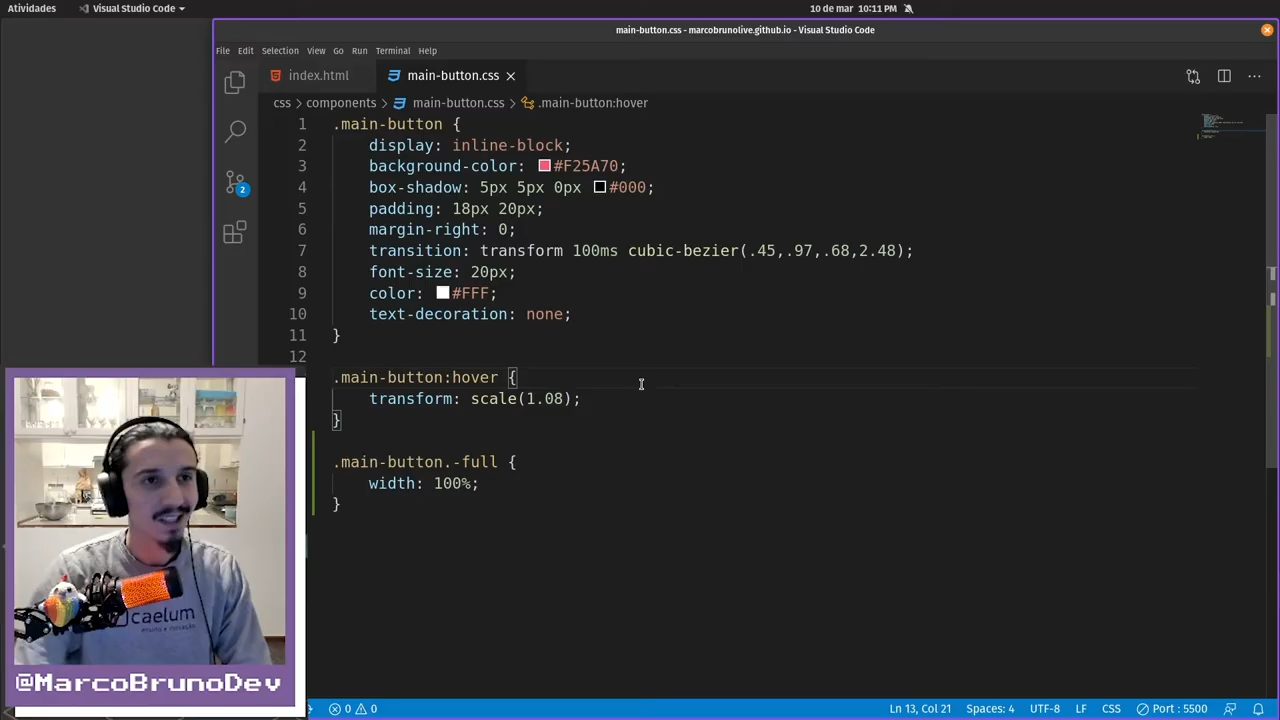 Atividades
Visual Studio Code
10 de mar 10:11 PM
main-button.css - marcobrunolive.github.io - Visual Studio Code
File Edit Selection View Go Run Terminal Help
index.html
main-button.css
css > components > main-button.css > .main-button:hover
1 .main-button {
2 display: inline-block;
3 background-color: #F25A70;
4 box-shadow: 5px 5px 0px #000;
5 padding: 18px 20px;
6 margin-right: 0;
7 transition: transform 100ms cubic-bezier(.45,.97,.68,2.48);
8 font-size: 20px;
9 color: #FFF;
10 text-decoration: none;
11 }
12
.main-button:hover {
transform: scale(1.08);
}
.main-button.-full {
width: 100%;
}
2
caelum
@MarcoBrunoDev
0 0
Ln 13, Col 21
Spaces: 4
UTF-8
LF
CSS
Port : 5500